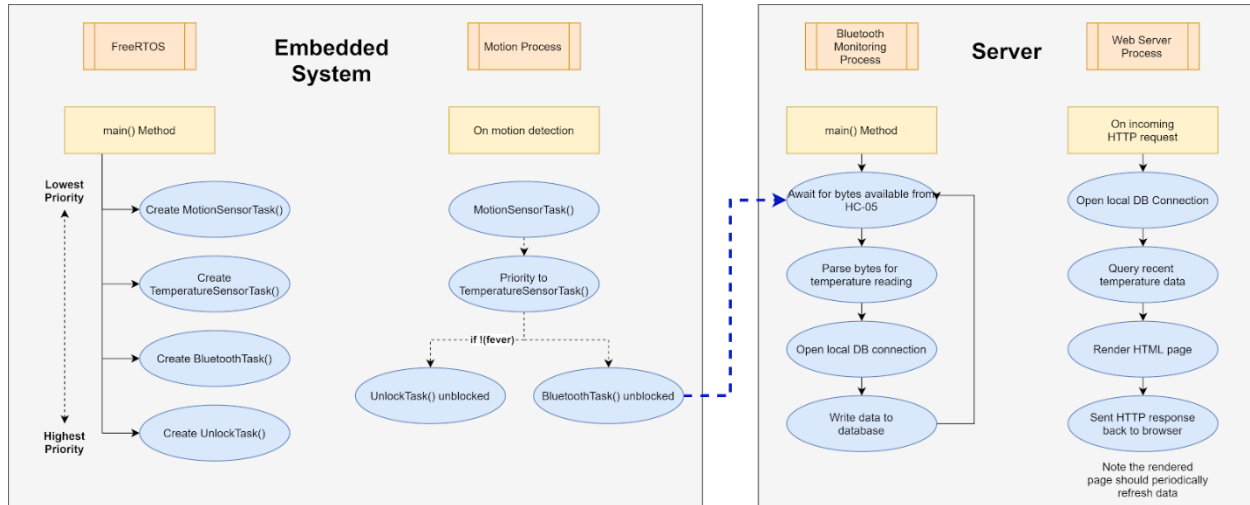 FreeRTOS
Embedded
System
Motion Process
main() Method
On motion detection
Lowest
Priority
Create MotionSensorTask()
MotionSensorTask()
Create
TemperatureSensorTask()
Priority to
TemperatureSensorTask()
if !(fever)
Create BluetoothTask()
UnlockTask() unblocked
BluetoothTask() unblocked
Highest
Priority
Create UnlockTask()
Bluetooth
Monitoring
Process
Server
Web Server
Process
main() Method
On incoming
HTTP request
Await for bytes available from
HC-05
Open local DB Connection
Parse bytes for
temperature reading
Query recent
temperature data
Open local DB connection
Render HTML page
Write data to
database
Sent HTTP response
back to browser
Note the rendered
page should periodically
refresh data